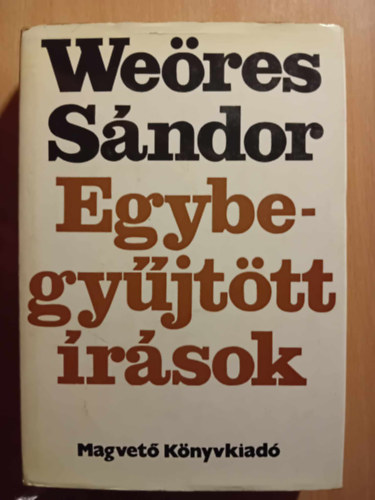 Weöres
Sándor
Egybe-
gyűjtött
írások
Magvető Könyvkiadó